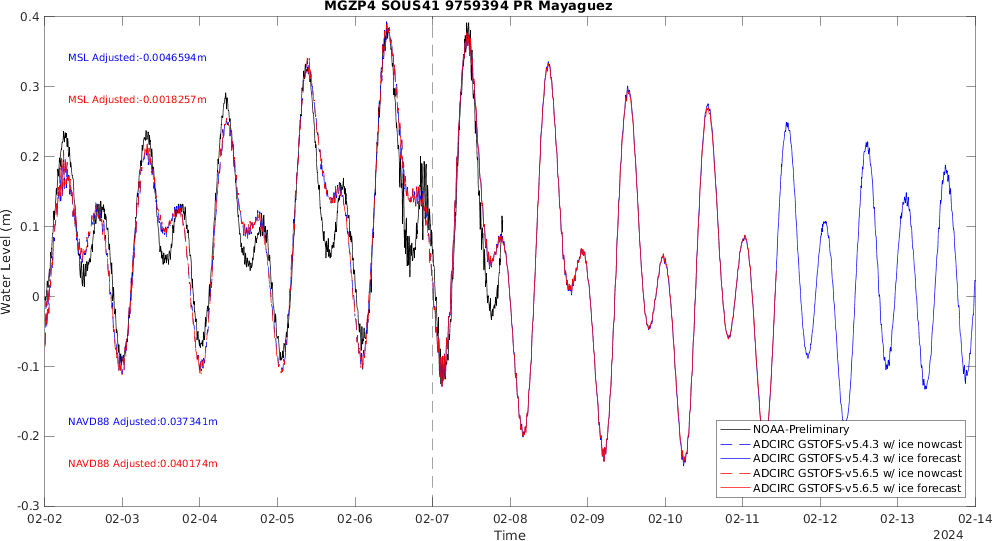 MGZP4 SOUS41 9759394 PR Mayaguez
0.4
0.3
0.2
0.1
0
-0.1
-0.2
-0.3
Water Level (m)
MSL Adjusted:-0.0046594m
MSL Adjusted:-0.0018257m
NAVD88 Adjusted:0.037341m
NAVD88 Adjusted:0.040174m
NOAA-Preliminary
ADCIRC GSTOFS-v5.4.3 w/ ice nowcast
ADCIRC GSTOFS-v5.4.3 w/ ice forecast
ADCIRC GSTOFS-v5.6.5 w/ ice nowcast
ADCIRC GSTOFS-v5.6.5 w/ ice forecast
02-02 02-03 02-04 02-05 02-06 02-07 02-08 02-09 02-10 02-11 02-12 02-13 02-14
Time
2024